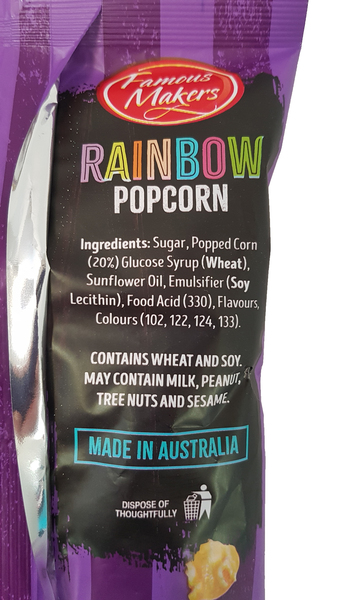 Famous
Makers
RAINBOW
POPCORN
Ingredients: Sugar, Popped Corn
(20%) Glucose Syrup (Wheat),
Sunflower Oil, Emulsifier (Soy
Lecithin), Food Acid (330), Flavours,
Colours (102, 122, 124, 133).
CONTAINS WHEAT AND SOY.
MAY CONTAIN MILK, PEANUT,
TREE NUTS AND SESAME.
MADE IN AUSTRALIA
DISPOSE OF
THOUGHTFULLY